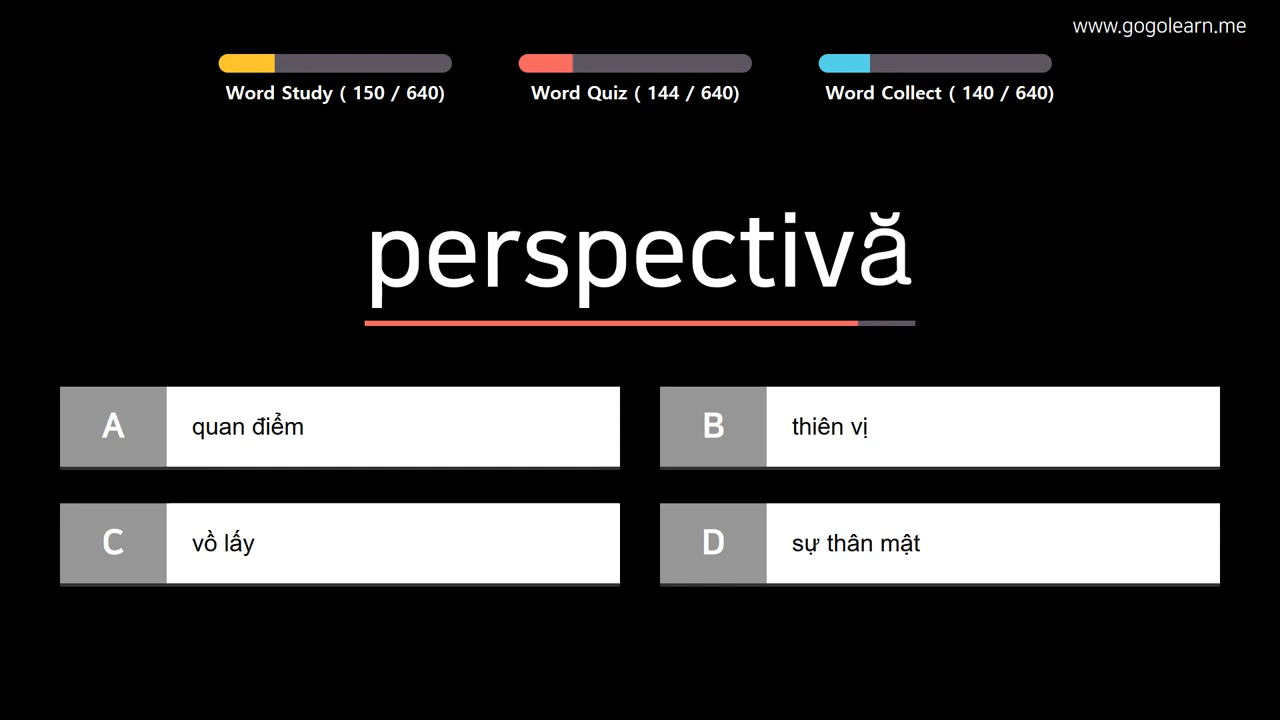 www.gogolearn.me
Word Study ( 150 / 640)
Word Quiz ( 144 / 640)
Word Collect ( 140 / 640)
perspectivă
A quan điểm
B thiên vị
C vồ lấy
D sự thân mật